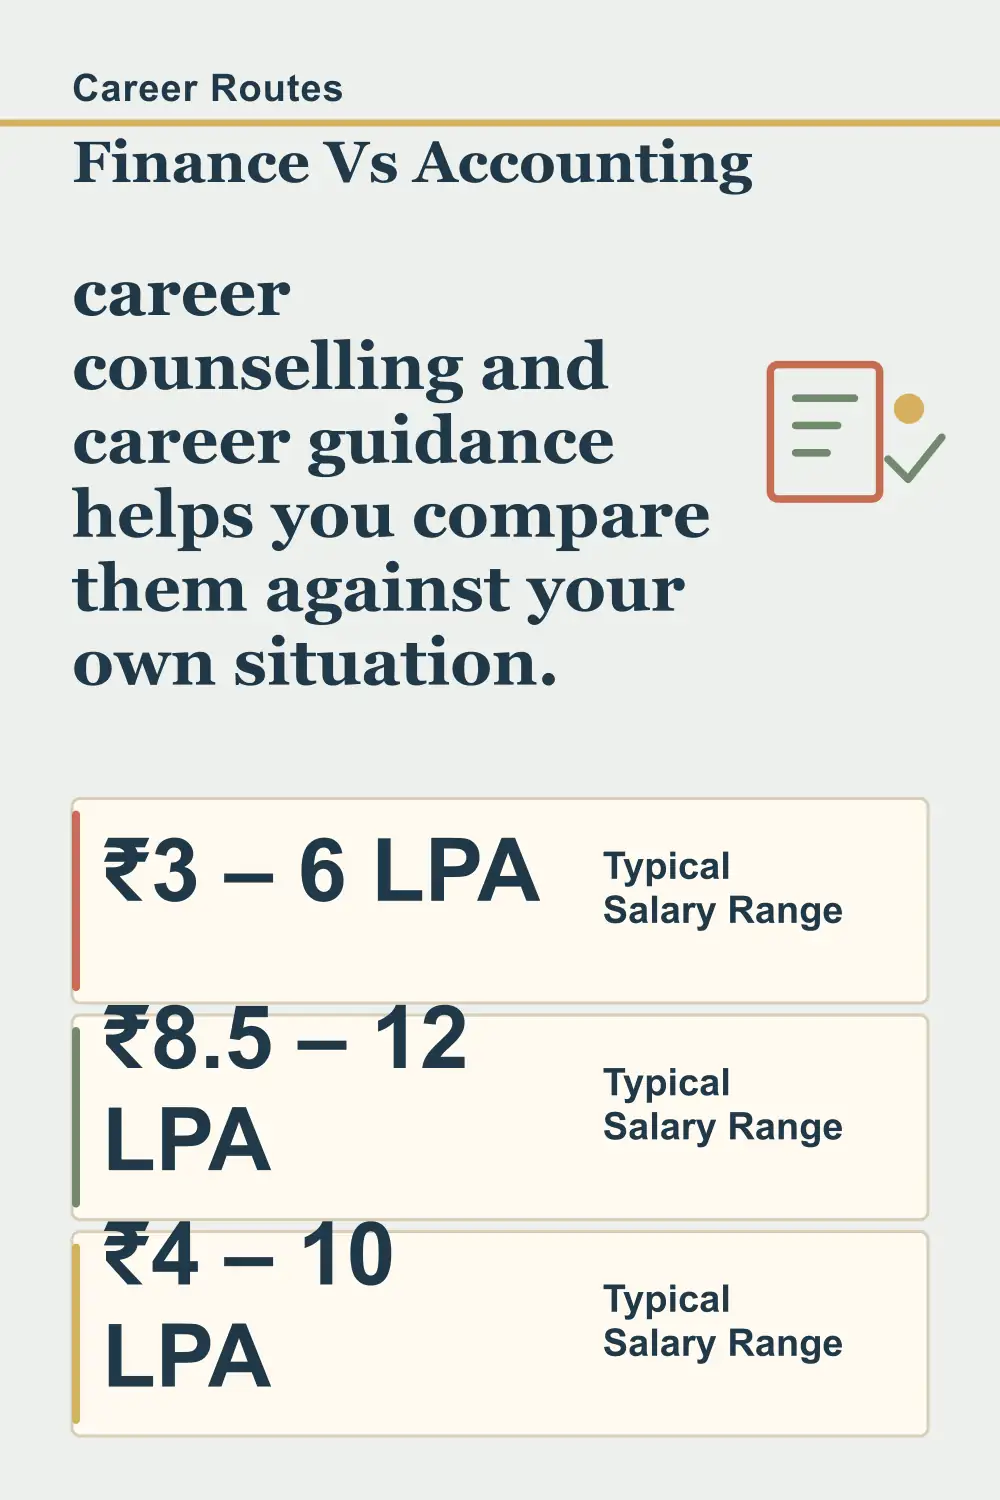 Career Routes
Finance Vs Accounting
career
counselling and
career guidance
helps you compare
them against your
own situation.
₹3 – 6 LPA
Typical
Salary Range
₹8.5 – 12
LPA
Typical
Salary Range
₹4 – 10
LPA
Typical
Salary Range